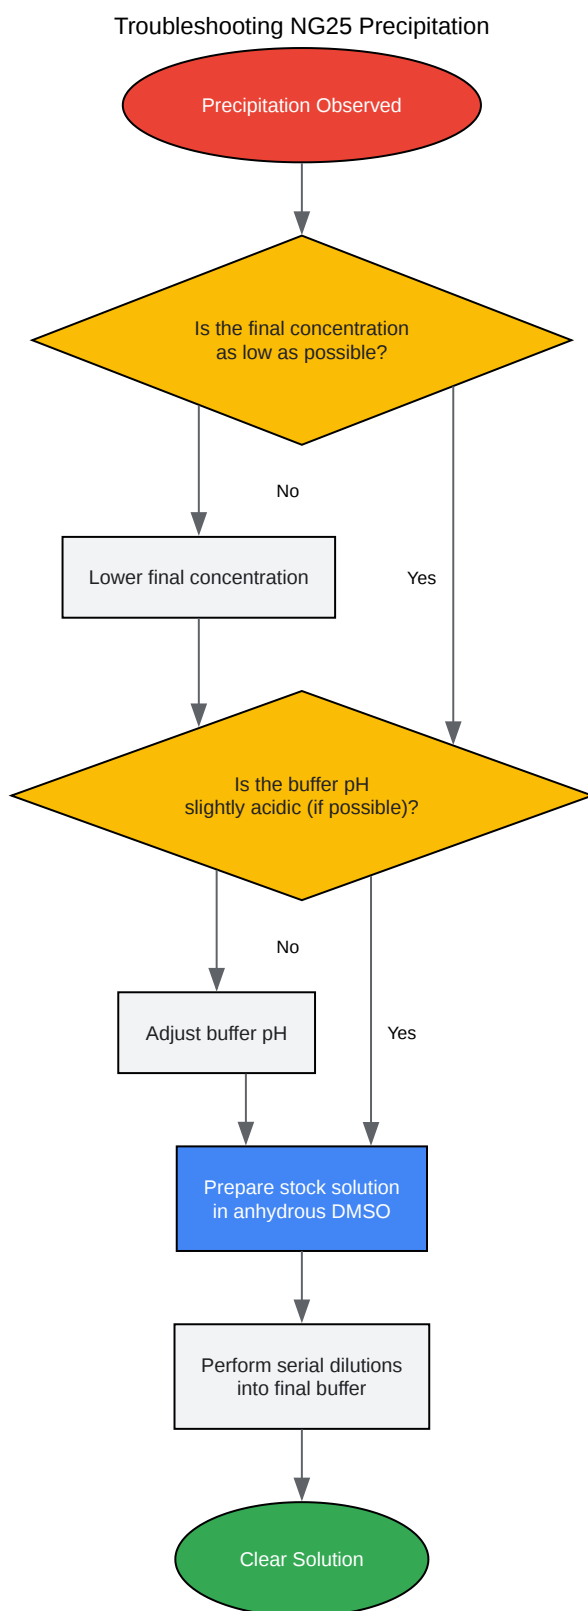 Troubleshooting NG25 Precipitation
Precipitation Observed
Is the final concentration
as low as possible?
No
Lower final concentration
Yes
Is the buffer pH
slightly acidic (if possible)?
No
Adjust buffer pH
Yes
Prepare stock solution
in anhydrous DMSO
Perform serial dilutions
into final buffer
Clear Solution